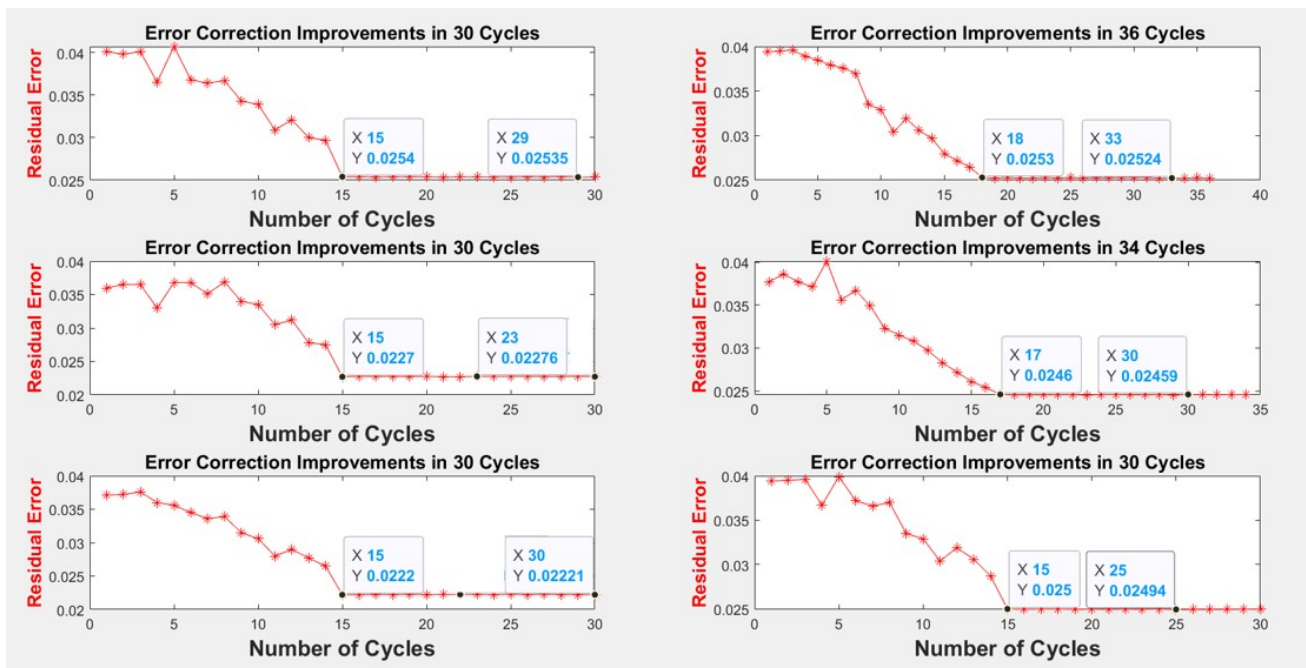 Error Correction Improvements in 30 Cycles
Residual Error
0.04
0.035
0.03
0.025
X 15
Y 0.0254
X 29
Y 0.02535
0 5 10 15 20 25 30
Number of Cycles
Error Correction Improvements in 36 Cycles
Residual Error
0.04
0.035
0.03
0.025
X 18
Y 0.0253
X 33
Y 0.02524
0 5 10 15 20 25 30 35 40
Number of Cycles
Error Correction Improvements in 30 Cycles
Residual Error
0.04
0.035
0.03
0.025
0.02
X 15
Y 0.0227
X 23
Y 0.02276
0 5 10 15 20 25 30
Number of Cycles
Error Correction Improvements in 34 Cycles
Residual Error
0.04
0.035
0.03
0.025
X 17
Y 0.0246
X 30
Y 0.02459
0 5 10 15 20 25 30 35
Number of Cycles
Error Correction Improvements in 30 Cycles
Residual Error
0.04
0.035
0.03
0.025
0.02
X 15
Y 0.0222
X 30
Y 0.02221
0 5 10 15 20 25 30
Number of Cycles
Error Correction Improvements in 30 Cycles
Residual Error
0.04
0.035
0.03
0.025
X 15
Y 0.025
X 25
Y 0.02494
0 5 10 15 20 25 30
Number of Cycles